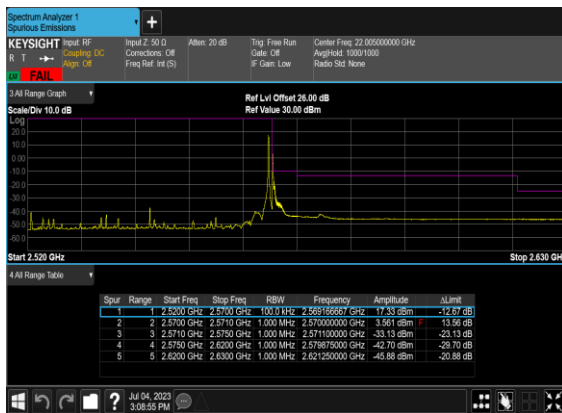 Spectrum Analyzer 1
Spurious Emissions
KEYSIGHT Input: RF Input Z: 50 Ω Atten: 20 dB Trig: Free Run Center Freq: 22.005000000 GHz
R T Coupling: DC Corrections: Off Gate: Off Avg|Hold: 1000/1000
Align: Off Freq Ref: Int (S) IF Gain: Low Radio Std: None
FAIL
3 All Range Graph
Ref Lvl Offset 26.00 dB
Scale/Div 10.0 dB Ref Value 30.00 dBm
Log
20.0
10.0
0.00
-10.0
-20.0
-30.0
-40.0
-50.0
-60.0
Start 2.520 GHz Stop 2.630 GH
4 All Range Table
Spur Range Start Freq Stop Freq RBW Frequency Amplitude ΔLimit
1 1 2.5200 GHz 2.5700 GHz 100.0 kHz 2.569166667 GHz 17.33 dBm -12.67 dB
2 2 2.5700 GHz 2.5710 GHz 1.000 MHz 2.570000000 GHz 3.561 dBm F 13.56 dB
3 3 2.5710 GHz 2.5750 GHz 1.000 MHz 2.571100000 GHz -33.13 dBm -23.13 dB
4 4 2.5750 GHz 2.6200 GHz 1.000 MHz 2.579875000 GHz -42.70 dBm -29.70 dB
5 5 2.6200 GHz 2.6300 GHz 1.000 MHz 2.621250000 GHz -45.88 dBm -20.88 dB
? Jul 04, 2023
3:08:55 PM